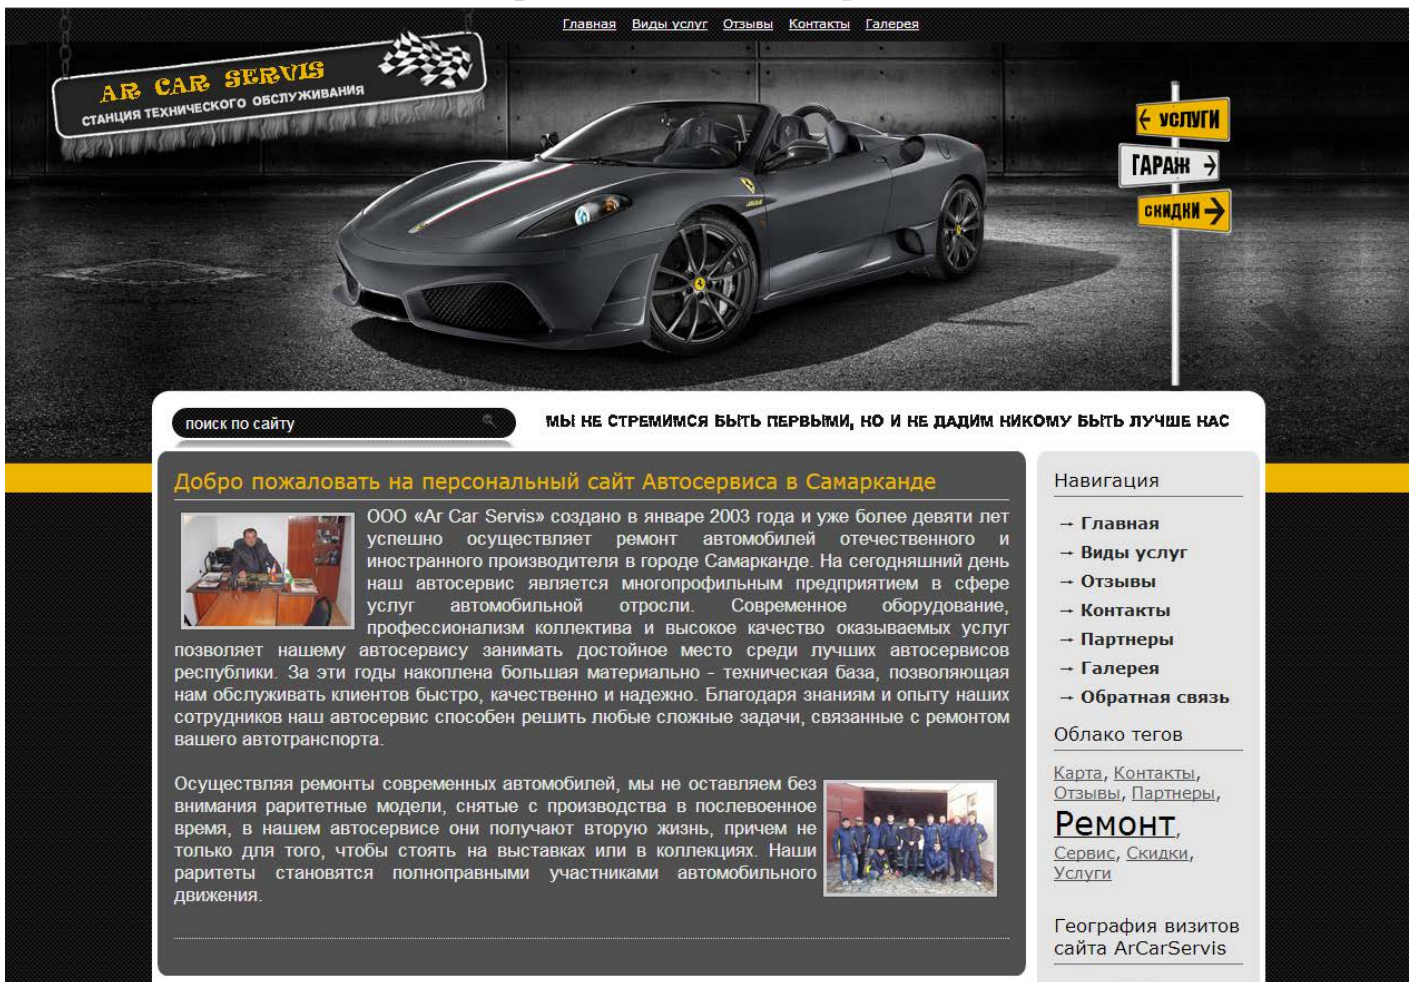 Главная Виды услуг Отзывы Контакты Галерея
AR CAR SERVIS
СТАНЦИЯ ТЕХНИЧЕСКОГО ОБСЛУЖИВАНИЯ
УСЛУГИ
ГАРАЖ
СКИДКИ
поиск по сайту
МЫ НЕ СТРЕМИМСЯ БЫТЬ ПЕРВЫМИ, НО И НЕ ДАДИМ НИКОМУ БЫТЬ ЛУЧШЕ НАС
Добро пожаловать на персональный сайт Автосервиса в Самарканде
ООО «Ar Car Servis» создано в январе 2003 года и уже более девяти лет
успешно осуществляет ремонт автомобилей отечественного и
иностранного производителя в городе Самарканде. На сегодняшний день
наш автосервис является многопрофильным предприятием в сфере
услуг автомобильной отросли. Современное оборудование,
профессионализм коллектива и высокое качество оказываемых услуг
позволяет нашему автосервису занимать достойное место среди лучших автосервисов
республики. За эти годы накоплена большая материально - техническая база, позволяющая
нам обслуживать клиентов быстро, качественно и надежно. Благодаря знаниям и опыту наших
сотрудников наш автосервис способен решить любые сложные задачи, связанные с ремонтом
вашего автотранспорта.
Осуществляя ремонты современных автомобилей, мы не оставляем без
внимания раритетные модели, снятые с производства в послевоенное
время, в нашем автосервисе они получают вторую жизнь, причем не
только для того, чтобы стоять на выставках или в коллекциях. Наши
раритеты становятся полноправными участниками автомобильного
движения.
Навигация
→ Главная
→ Виды услуг
→ Отзывы
→ Контакты
→ Партнеры
→ Галерея
→ Обратная связь
Облако тегов
Карта, Контакты,
Отзывы, Партнеры,
Ремонт,
Сервис, Скидки,
Услуги
География визитов
сайта ArCarServis